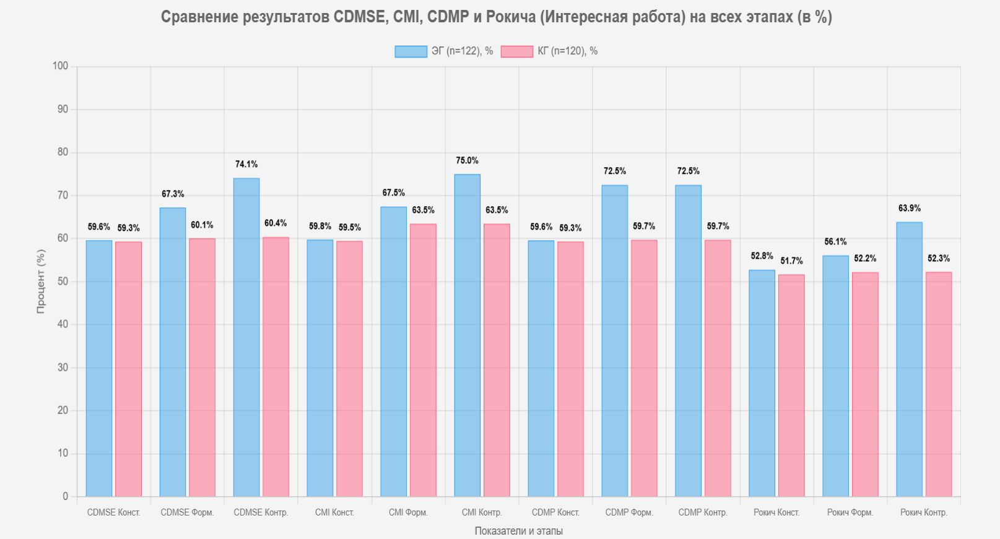 Сравнение результатов CDMSE, CMI, CDMP и Рокича (Интересная работа) на всех этапах (в %)
ЭГ (n=122), % КГ (n=120), %
100
90
80
70
60
50
40
30
20
10
0
Процент (%)
59.6% 59.3% 67.3% 60.1% 74.1% 60.4% 59.8% 59.5% 67.5% 63.5% 75.0% 63.5% 59.6% 59.3% 72.5% 59.7% 72.5% 59.7% 52.8% 51.7% 56.1% 52.2% 63.9% 52.3%
CDMSE Конст. CDMSE Форм. CDMSE Контр. CMI Конст. CMI Форм. CMI Контр. CDMP Конст. CDMP Форм. CDMP Контр. Рокич Конст. Рокич Форм. Рокич Контр.
Показатели и этапы